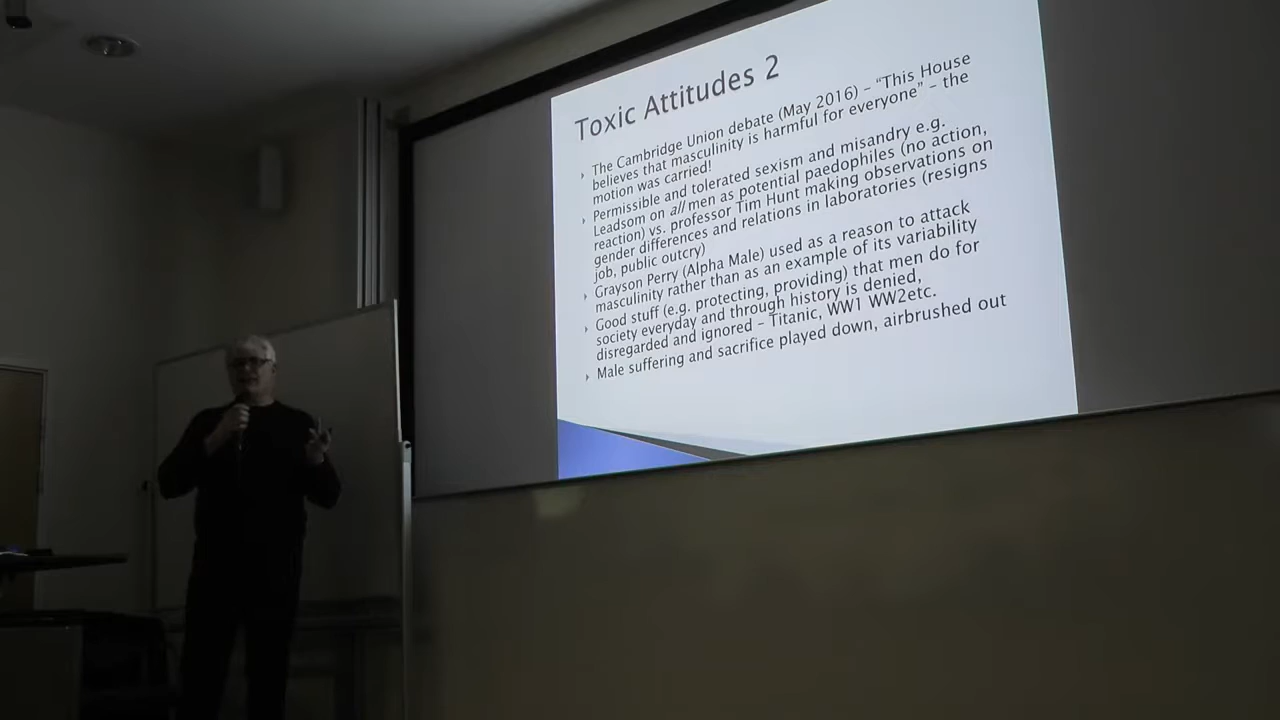 Toxic Attitudes 2
The Cambridge Union debate (May 2016) – "This House
believes that masculinity is harmful for everyone" – the
motion was carried!
Permissible and tolerated sexism and misandry e.g.
Leadsom on all men as potential paedophiles (no action,
reaction) vs. professor Tim Hunt making observations on
gender differences and relations in laboratories (resigns
job, public outcry)
Grayson Perry (Alpha Male) used as a reason to attack
masculinity rather than as an example of its variability
Good stuff (e.g. protecting, providing) that men do for
society everyday and through history is denied,
disregarded and ignored – Titanic, WW1 WW2etc.
Male suffering and sacrifice played down, airbrushed out